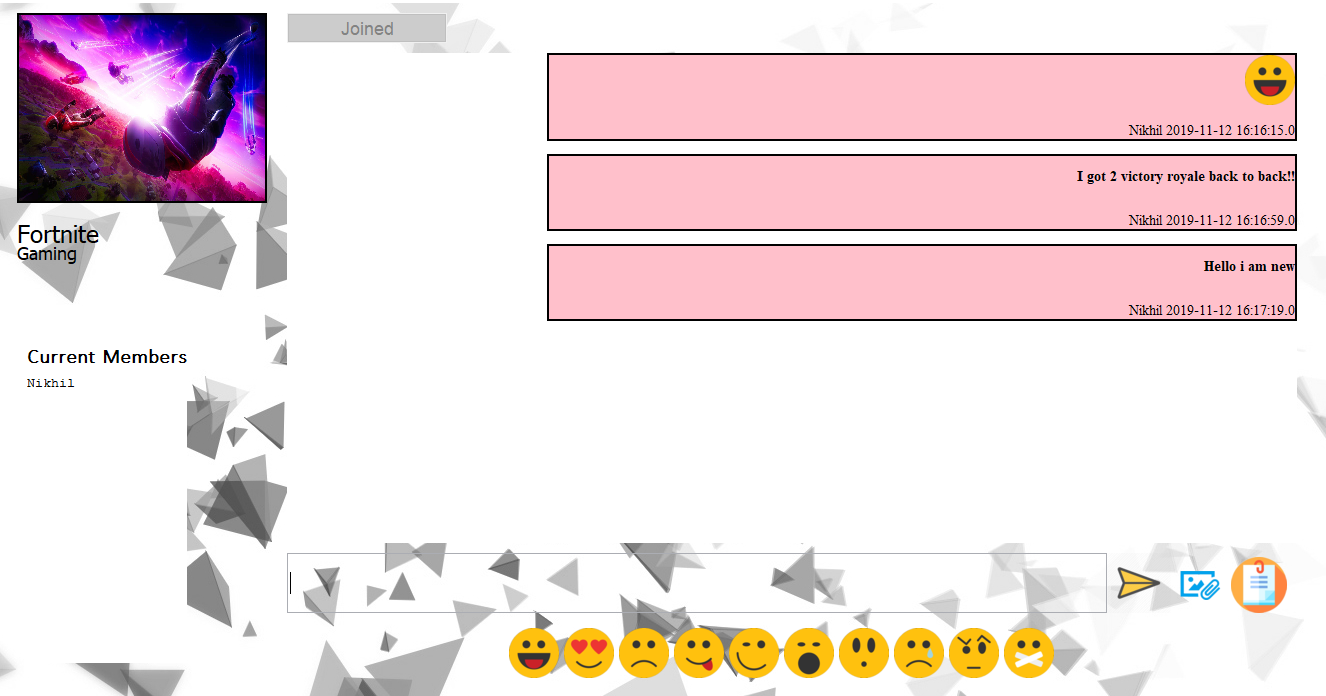 Joined
Nikhil 2019-11-12 16:16:15.0
I got 2 victory royale back to back!!
Nikhil 2019-11-12 16:16:59.0
Hello i am new
Nikhil 2019-11-12 16:17:19.0
Fortnite
Gaming
Current Members
Nikhil